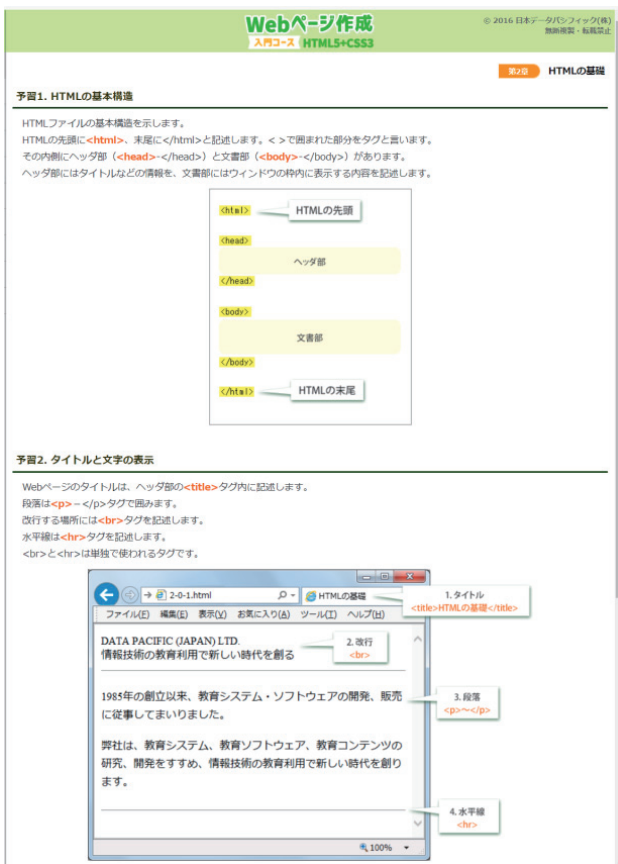 Webページ作成
入門コース HTML5+CSS3
© 2016 日本データパシフィック(株)
無断複製・転載禁止
第2章 HTMLの基礎
予習1. HTMLの基本構造
HTMLファイルの基本構造を示します。
HTMLの先頭に<html>、末尾に</html>と記述します。< >で囲まれた部分をタグと言います。
その内側にヘッダ部（<head>-</head>）と文書部（<body>-</body>）があります。
ヘッダ部にはタイトルなどの情報を、文書部にはウィンドウの枠内に表示する内容を記述します。
<html> HTMLの先頭
<head>
ヘッダ部
</head>
<body>
文書部
</body>
</html> HTMLの末尾
予習2. タイトルと文字の表示
Webページのタイトルは、ヘッダ部の<title>タグ内に記述します。
段落は<p>－</p>タグで囲みます。
改行する場所には<br>タグを記述します。
水平線は<hr>タグを記述します。
<br>と<hr>は単独で使われるタグです。
2-0-1.html HTMLの基礎
ファイル(F) 編集(E) 表示(V) お気に入り(A) ツール(T) ヘルプ(H)
1. タイトル
<title>HTMLの基礎</title>
DATA PACIFIC (JAPAN) LTD.
情報技術の教育利用で新しい時代を創る
2. 改行
<br>
1985年の創立以来、教育システム・ソフトウェアの開発、販売
に従事してまいりました。
3. 段落
<p>～</p>
弊社は、教育システム、教育ソフトウェア、教育コンテンツの
研究、開発をすすめ、情報技術の教育利用で新しい時代を創り
ます。
4. 水平線
<hr>
100%